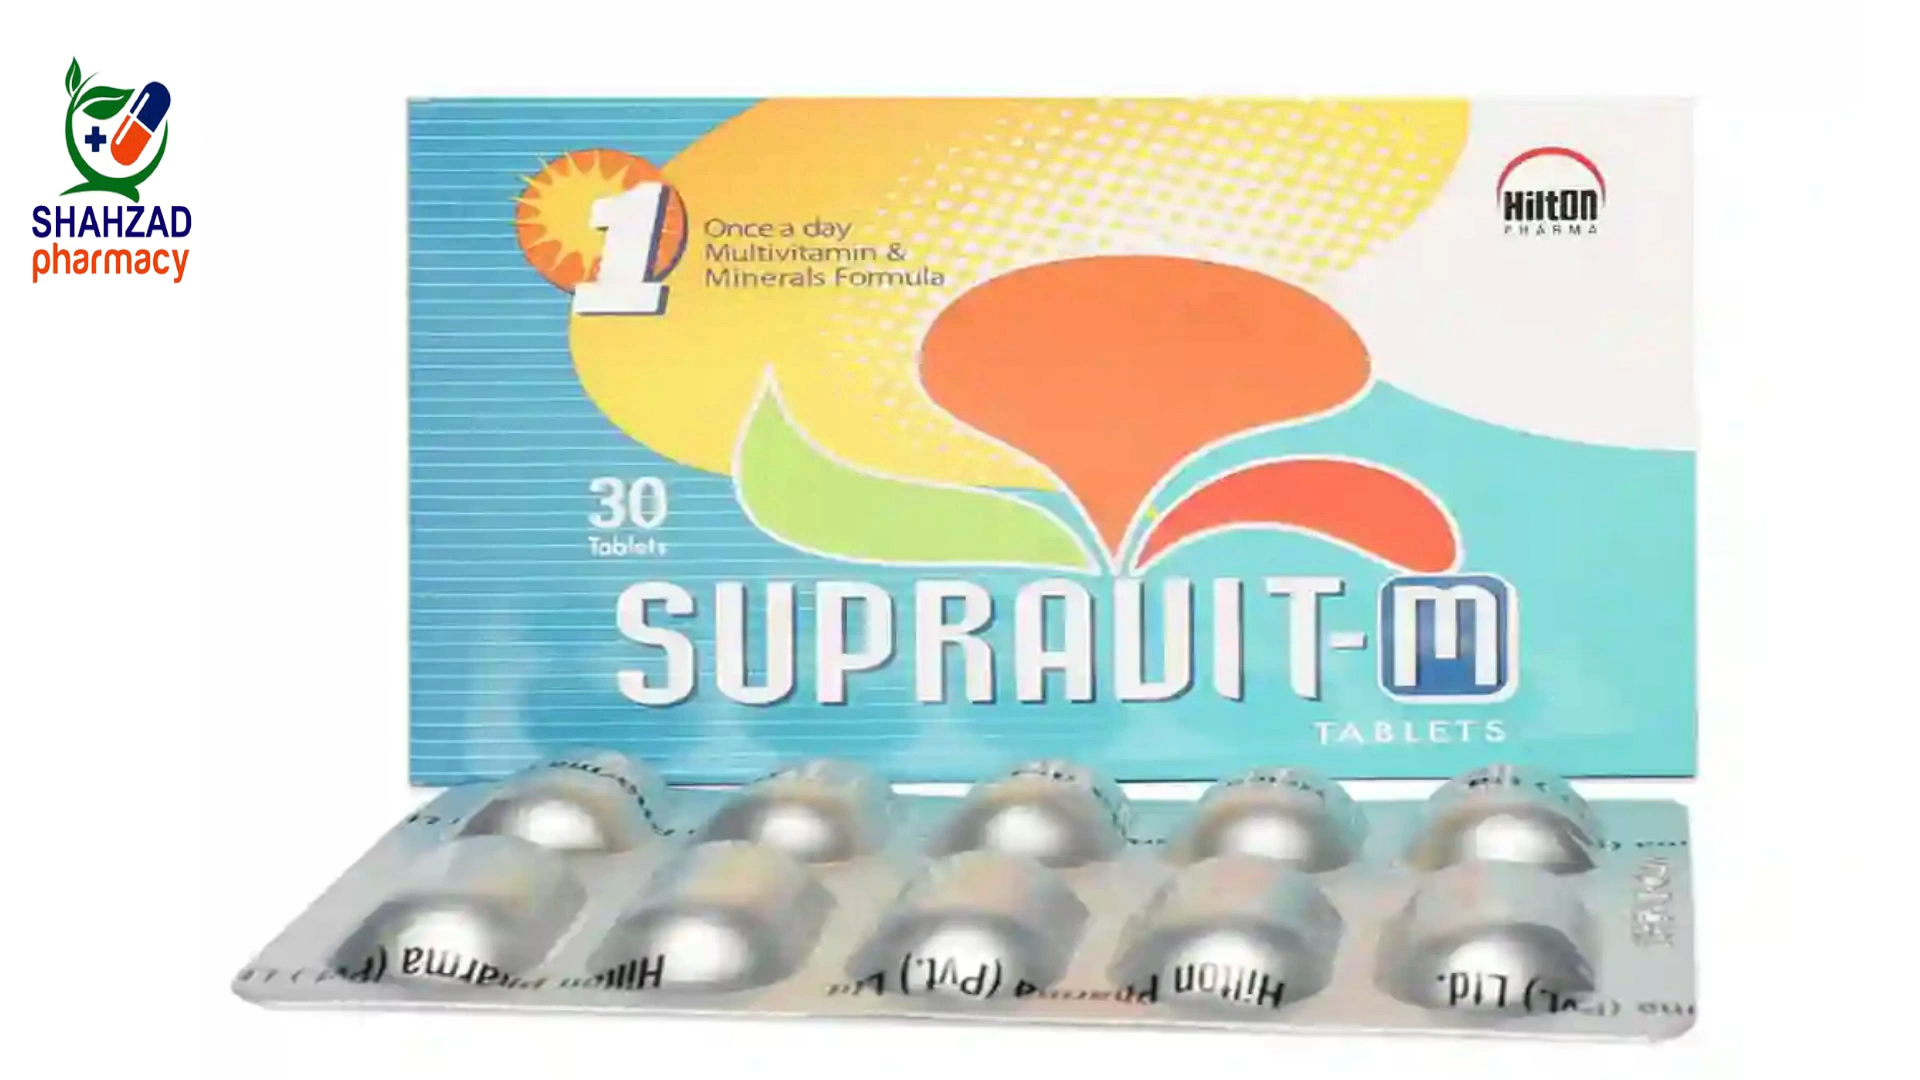 SHAHZAD
pharmacy
1
Once a day
Multivitamin &
Minerals Formula
HiltOn
PHARMA
30
Tablets
SUPRAVIT-M
TABLETS
Hilton Pharma (Pvt.) Ltd.